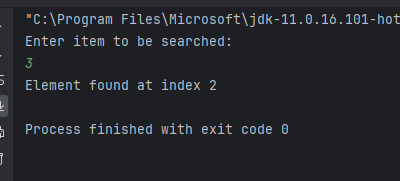 "C:\Program Files\Microsoft\jdk-11.0.16.101-hot
Enter item to be searched:
3
Element found at index 2
Process finished with exit code 0